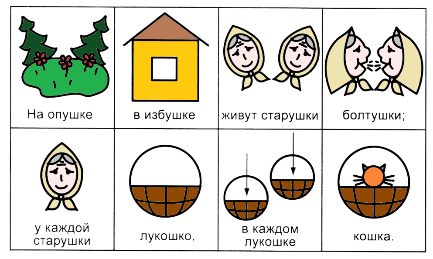 На опушке
в избушке
живут старушки
болтушки;
у каждой
старушки
лукошко,
в каждом
лукошке
кошка.